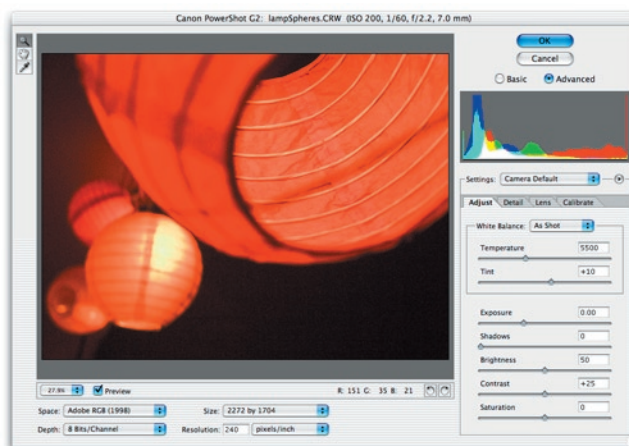 Canon PowerShot G2: lampSpheres.CRW (ISO 200, 1/60, f/2.2, 7.0 mm)
OK
Cancel
Basic Advanced
Settings: Camera Default
Adjust Detail Lens Calibrate
White Balance: As Shot
Temperature 5500
Tint +10
Exposure 0.00
Shadows 0
Brightness 50
Contrast +25
Saturation 0
27.9% Preview R: 151 G: 35 B: 21
Space: Adobe RGB (1998) Size: 2272 by 1704
Depth: 8 Bits/Channel Resolution: 240 pixels/inch